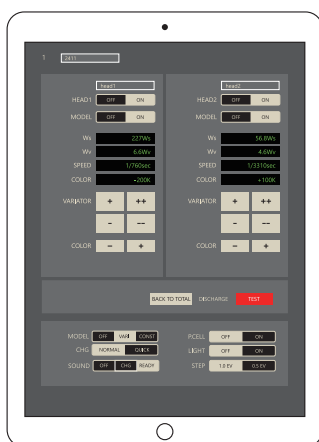 1 2411
head1 head2
HEAD1 OFF ON HEAD2 OFF ON
MODEL OFF ON MODEL OFF ON
Ws 227Ws Ws 56.8Ws
Wv 6.6Wv Wv 4.6Wv
SPEED 1/760sec SPEED 1/3310sec
COLOR -200K COLOR +100K
VARIATOR + ++ VARIATOR + ++
- -- - --
COLOR - + COLOR - +
BACK TO TOTAL DISCHARGE TEST
MODEL OFF VARI CONST P.CELL OFF ON
CHG NORMAL QUICK LIGHT OFF ON
SOUND OFF CHG READY STEP 1.0 EV 0.5 EV